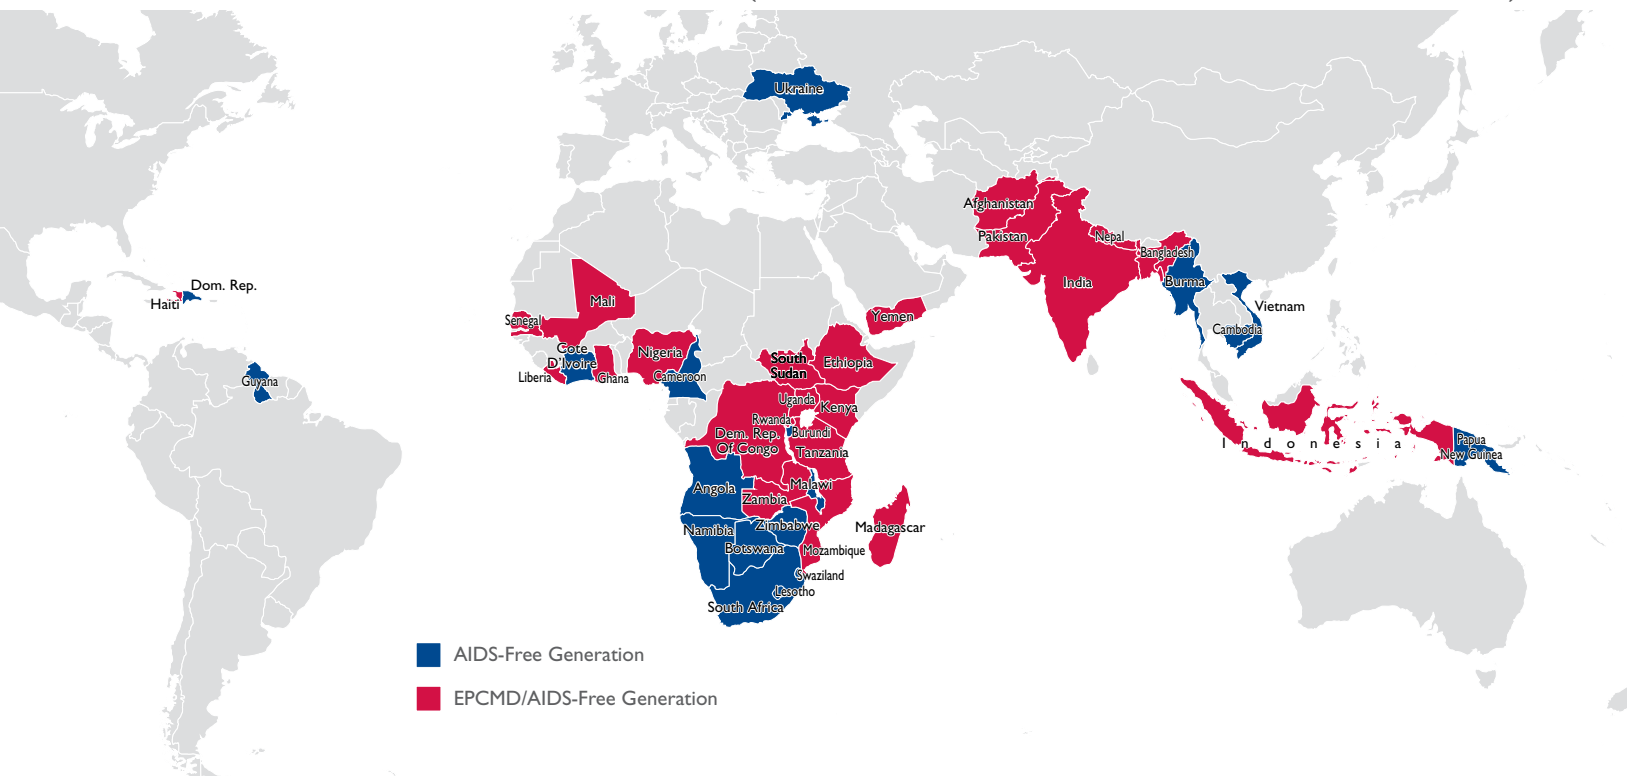 Ukraine
Afghanistan
Pakistan
Nepal
Bangladesh
India
Burma
Vietnam
Cambodia
Dom. Rep.
Haiti
Mali
Senegal
Yemen
Cote
D'Ivoire
Nigeria
Liberia
Ghana
Cameroon
South
Sudan
Ethiopia
Guyana
Uganda
Kenya
Rwanda
Burundi
Dem. Rep.
Of Congo
Tanzania
Indonesia
Papua
New Guinea
Angola
Malawi
Zambia
Namibia
Zimbabwe
Madagascar
Botswana
Mozambique
Swaziland
Lesotho
South Africa
AIDS-Free Generation
EPCMD/AIDS-Free Generation